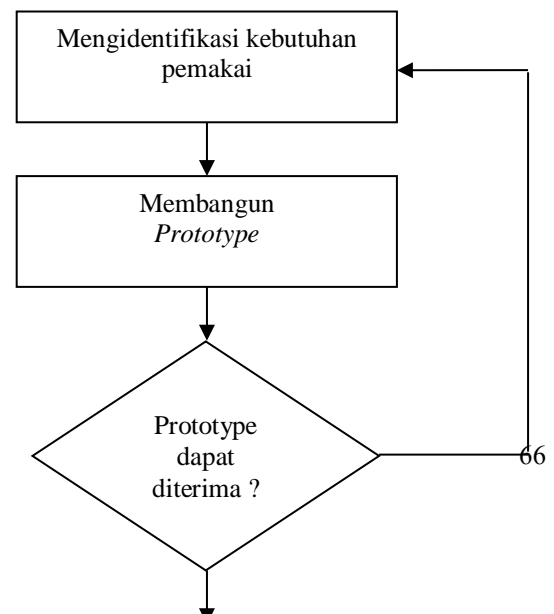 Mengidentifikasi kebutuhan
pemakai
Membangun
Prototype
Prototype
dapat
diterima ?
66